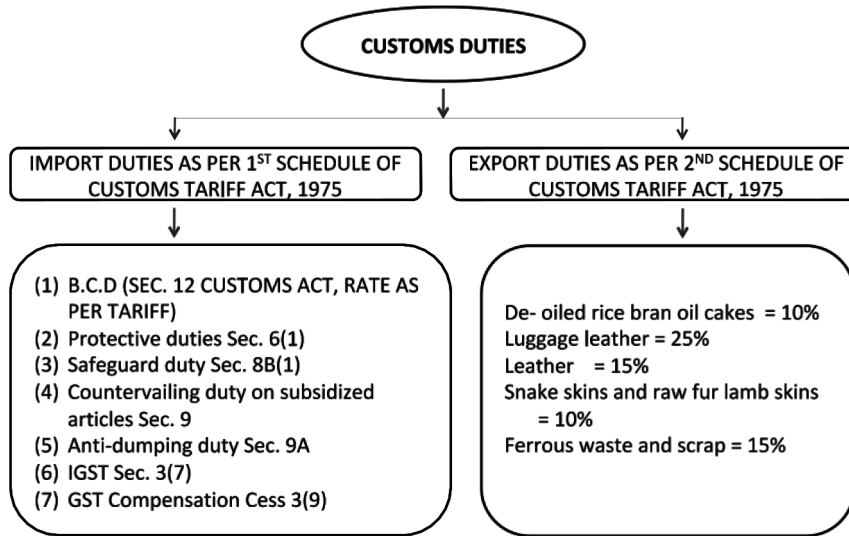 CUSTOMS DUTIES
IMPORT DUTIES AS PER 1ST SCHEDULE OF
CUSTOMS TARIFF ACT, 1975
EXPORT DUTIES AS PER 2ND SCHEDULE OF
CUSTOMS TARIFF ACT, 1975
(1) B.C.D (SEC. 12 CUSTOMS ACT, RATE AS
PER TARIFF)
(2) Protective duties Sec. 6(1)
(3) Safeguard duty Sec. 8B(1)
(4) Countervailing duty on subsidized
articles Sec. 9
(5) Anti-dumping duty Sec. 9A
(6) IGST Sec. 3(7)
(7) GST Compensation Cess 3(9)
De- oiled rice bran oil cakes = 10%
Luggage leather = 25%
Leather = 15%
Snake skins and raw fur lamb skins
= 10%
Ferrous waste and scrap = 15%